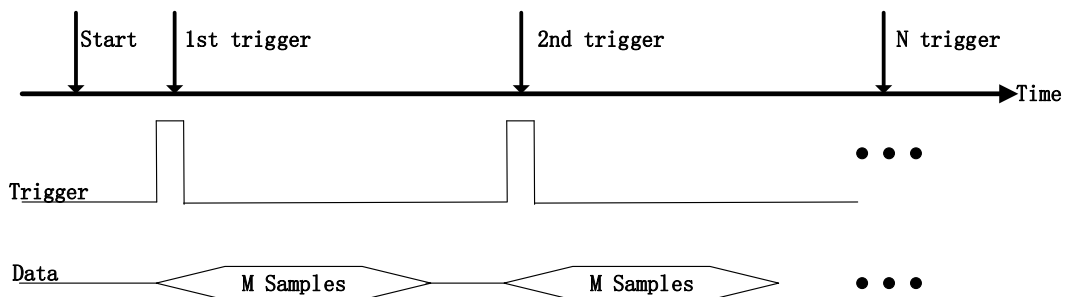 Start
1st trigger
2nd trigger
N trigger
Time
Trigger
Data
M Samples
M Samples